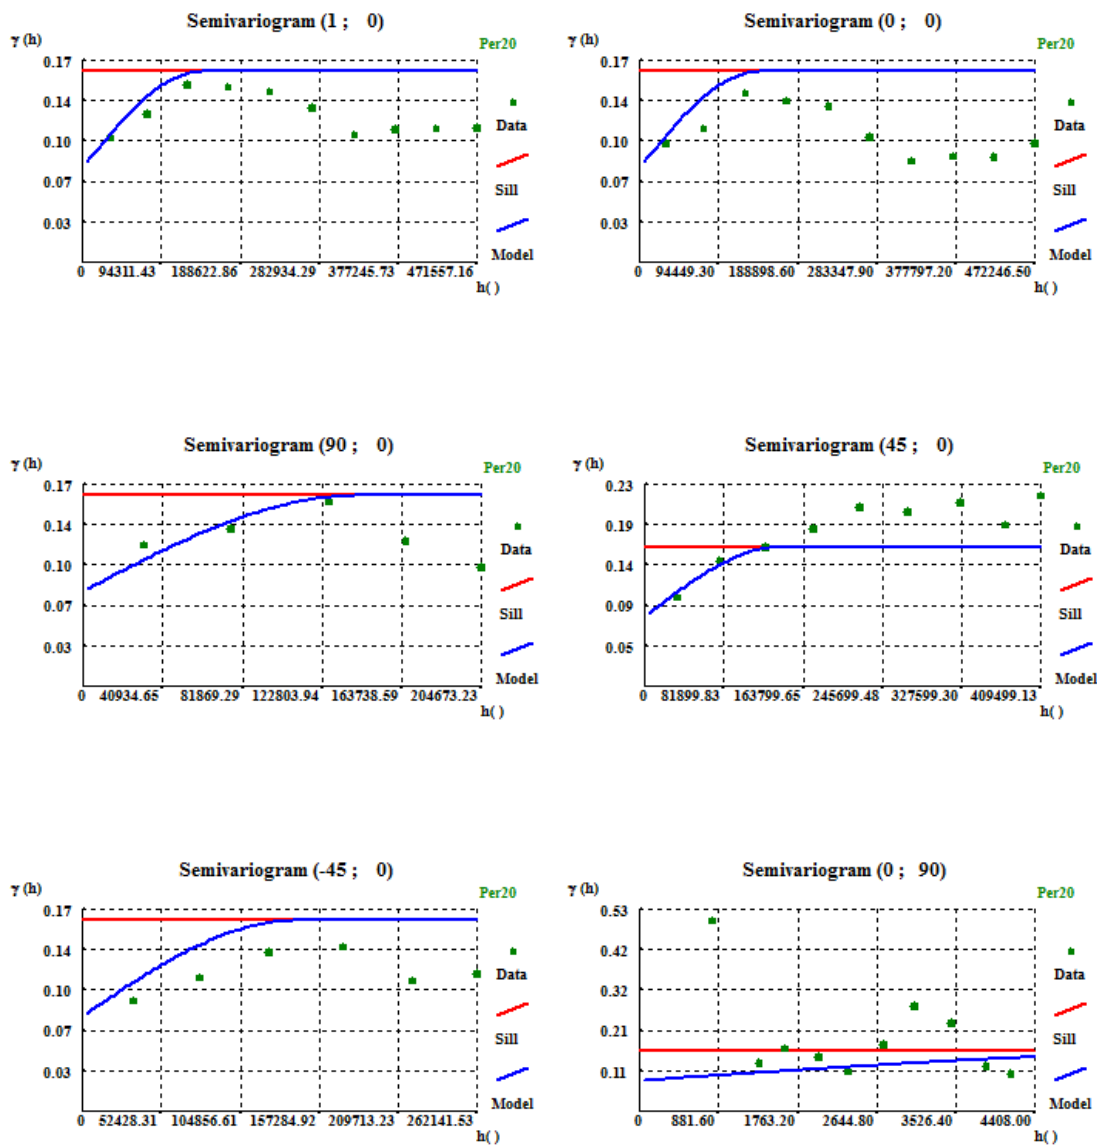 Semivariogram (1 ; 0)
γ (h)
Per20
0.17
0.14
0.10
0.07
0.03
Data
Sill
Model
0 94311.43 188622.86 282934.29 377245.73 471557.16
h( )
Semivariogram (0 ; 0)
γ (h)
Per20
0.17
0.14
0.10
0.07
0.03
Data
Sill
Model
0 94449.30 188898.60 283347.90 377797.20 472246.50
h( )
Semivariogram (90 ; 0)
γ (h)
Per20
0.17
0.14
0.10
0.07
0.03
Data
Sill
Model
0 40934.65 81869.29 122803.94 163738.59 204673.23
h( )
Semivariogram (45 ; 0)
γ (h)
Per20
0.23
0.19
0.14
0.09
0.05
Data
Sill
Model
0 81899.83 163799.65 245699.48 327599.30 409499.13
h( )
Semivariogram (-45 ; 0)
γ (h)
Per20
0.17
0.14
0.10
0.07
0.03
Data
Sill
Model
0 52428.31 104856.61 157284.92 209713.23 262141.53
h( )
Semivariogram (0 ; 90)
γ (h)
Per20
0.53
0.42
0.32
0.21
0.11
Data
Sill
Model
0 881.60 1763.20 2644.80 3526.40 4408.00
h( )